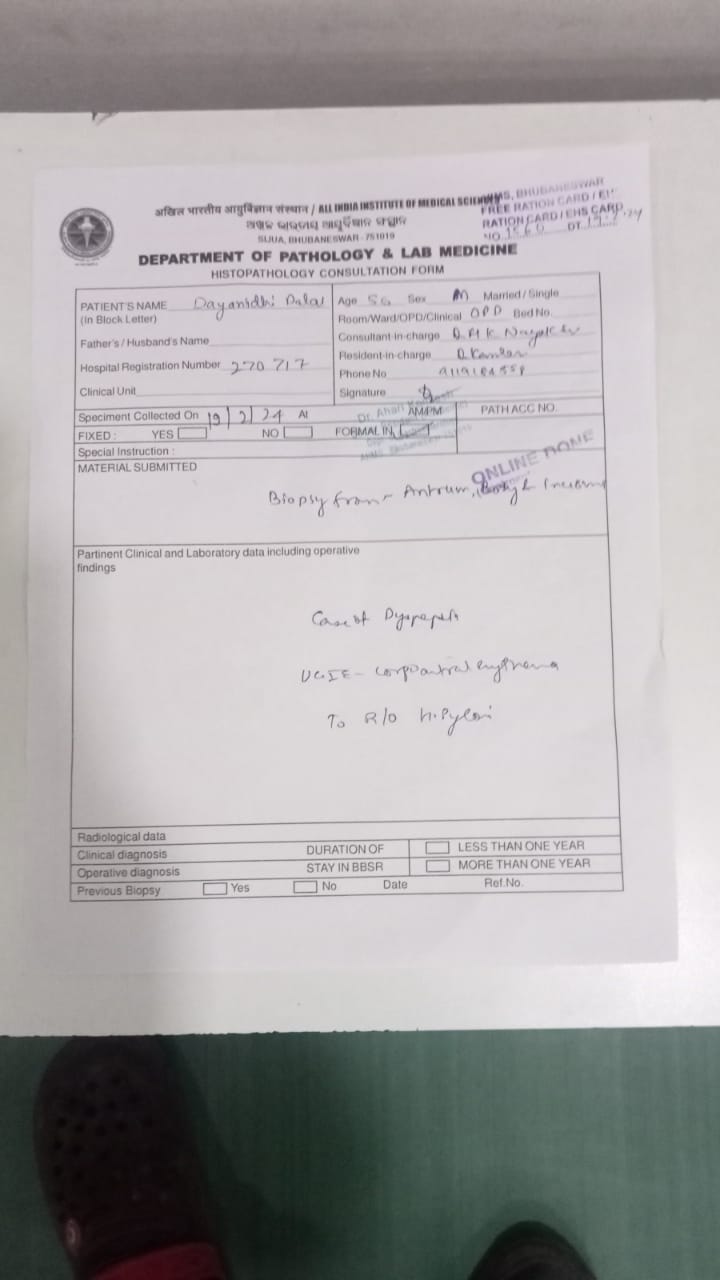 अखिल भारतीय आयुर्विज्ञान संस्थान / ALL INDIA INSTITUTE OF MEDICAL SCIENCES
BHUBANESWAR
FREE RATION CARD /
RATION CARD / EHS CARD
NO. DT
SIJUA, BHUBANESWAR - 751019
DEPARTMENT OF PATHOLOGY & LAB MEDICINE
HISTOPATHOLOGY CONSULTATION FORM
PATIENT'S NAME Dayanidhi Dalai
(In Block Letter)
Father's / Husband's Name
Hospital Registration Number 270717
Clinical Unit
Age Sex M Married / Single
Room/Ward/OPD/Clinical OPD Bed No
Consultant-in-charge Nayak
Resident-in-charge
Phone No
Signature
Speciment Collected On 19/2/24 At AM/PM
PATH ACC NO.
FIXED : YES NO FORMAL IN
Special Instruction :
MATERIAL SUBMITTED
ONLINE DONE
Biopsy from - Antrum, Body &
Partinent Clinical and Laboratory data including operative
findings
Case of
UGIE - erythema
To R/O H. Pylori
Radiological data
Clinical diagnosis
Operative diagnosis
DURATION OF
STAY IN BBSR
LESS THAN ONE YEAR
MORE THAN ONE YEAR
Previous Biopsy Yes No Date Ref.No.